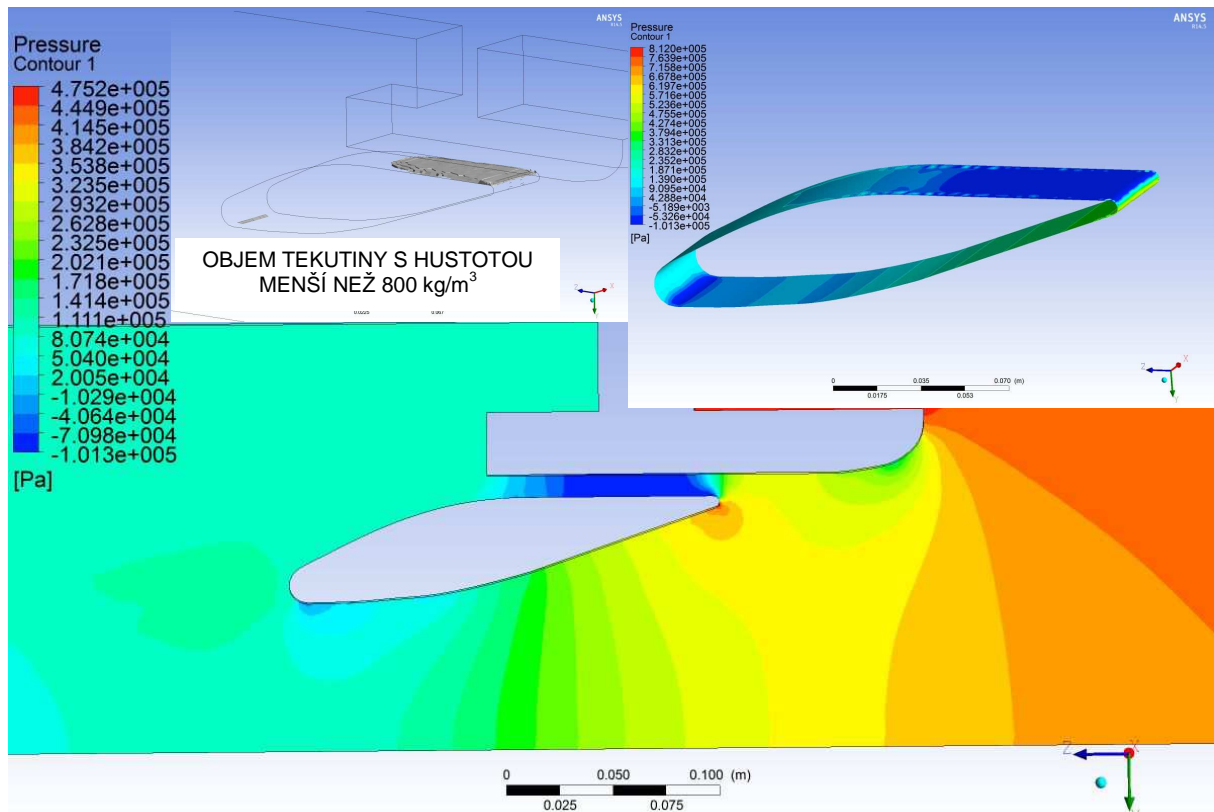 Pressure
Contour 1
4.752e+005
4.449e+005
4.145e+005
3.842e+005
3.538e+005
3.235e+005
2.932e+005
2.628e+005
2.325e+005
2.021e+005
1.718e+005
1.414e+005
1.111e+005
8.074e+004
5.040e+004
2.005e+004
-1.029e+004
-4.064e+004
-7.098e+004
-1.013e+005
[Pa]
ANSYS
R14.5
OBJEM TEKUTINY S HUSTOTOU
MENŠÍ NEŽ 800 kg/m³
0.0225 0.067
Z X
Y
Pressure
Contour 1
8.120e+005
7.639e+005
7.158e+005
6.678e+005
6.197e+005
5.716e+005
5.236e+005
4.755e+005
4.274e+005
3.313e+005
2.832e+005
2.352e+005
1.871e+005
1.390e+005
9.095e+004
4.288e+004
-5.189e+003
-5.326e+004
-1.013e+005
[Pa]
ANSYS
R14.5
0 0.035 0.070 (m)
0.0175 0.053
Z X
Y
0 0.050 0.100 (m)
0.025 0.075
Z X
Y